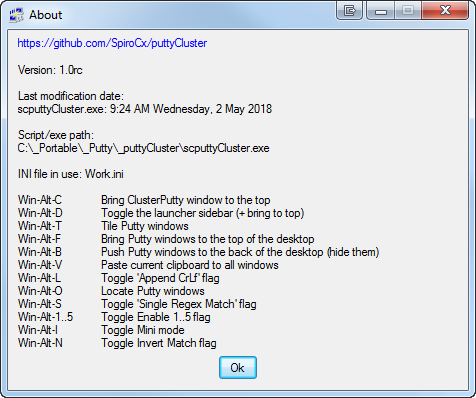 About
https://github.com/SpiroCx/puttyCluster
Version: 1.0rc
Last modification date:
scputtyCluster.exe: 9:24 AM Wednesday, 2 May 2018
Script/exe path:
C:\_Portable\_Putty\_puttyCluster\scputtyCluster.exe
INI file in use: Work.ini
Win-Alt-C Bring ClusterPutty window to the top
Win-Alt-D Toggle the launcher sidebar (+ bring to top)
Win-Alt-T Tile Putty windows
Win-Alt-F Bring Putty windows to the top of the desktop
Win-Alt-B Push Putty windows to the back of the desktop (hide them)
Win-Alt-V Paste current clipboard to all windows
Win-Alt-L Toggle 'Append CrLf' flag
Win-Alt-O Locate Putty windows
Win-Alt-S Toggle 'Single Regex Match' flag
Win-Alt-1..5 Toggle Enable 1..5 flag
Win-Alt-I Toggle Mini mode
Win-Alt-N Toggle Invert Match flag
Ok